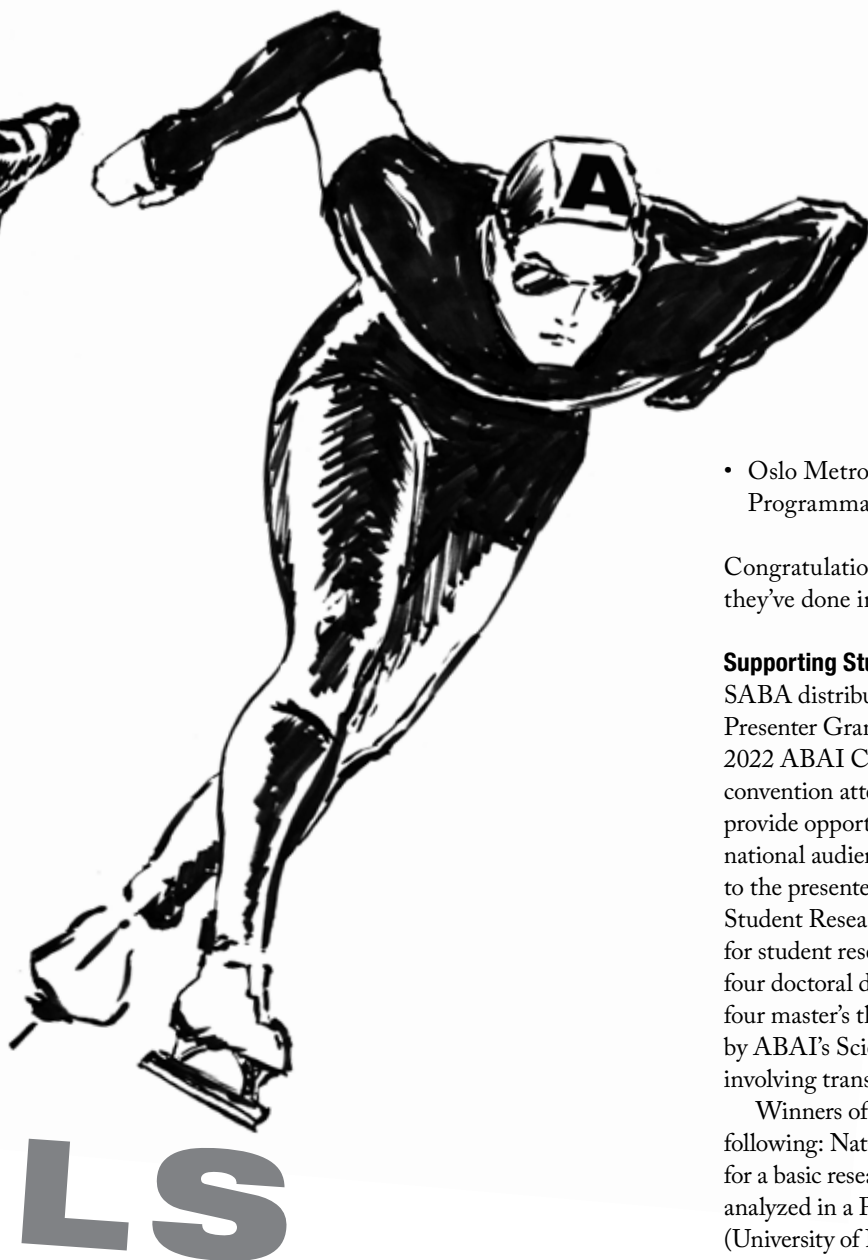 A
• Oslo Metro
Programma
Congratulatio
they've done in
Supporting Stu
SABA distribu
Presenter Gran
2022 ABAI C
convention atte
provide opport
national audien
to the presente
Student Resea
for student rese
four doctoral d
four master's th
by ABAI's Scie
involving trans
Winners of
following: Nat
for a basic resea
analyzed in a P
(University of
LS